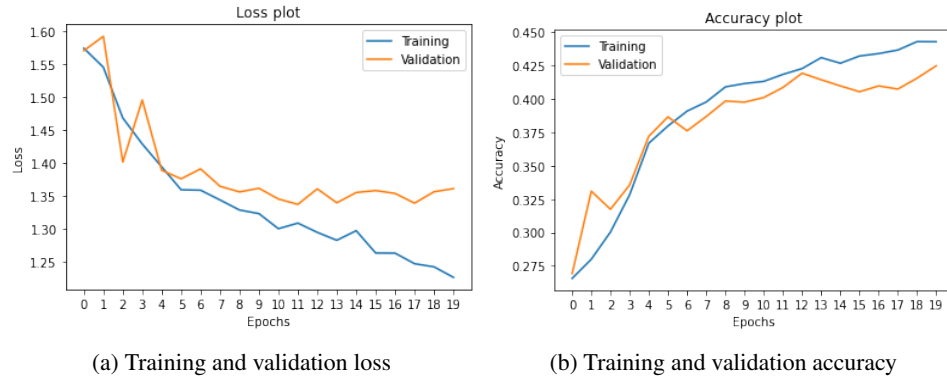 Loss plot
1.60
1.55
1.50
1.45
1.40
1.35
1.30
1.25
Loss
Training
Validation
0 1 2 3 4 5 6 7 8 9 10 11 12 13 14 15 16 17 18 19
Epochs
(a) Training and validation loss
Accuracy plot
0.450
0.425
0.400
0.375
0.350
0.325
0.300
0.275
Accuracy
Training
Validation
0 1 2 3 4 5 6 7 8 9 10 11 12 13 14 15 16 17 18 19
Epochs
(b) Training and validation accuracy